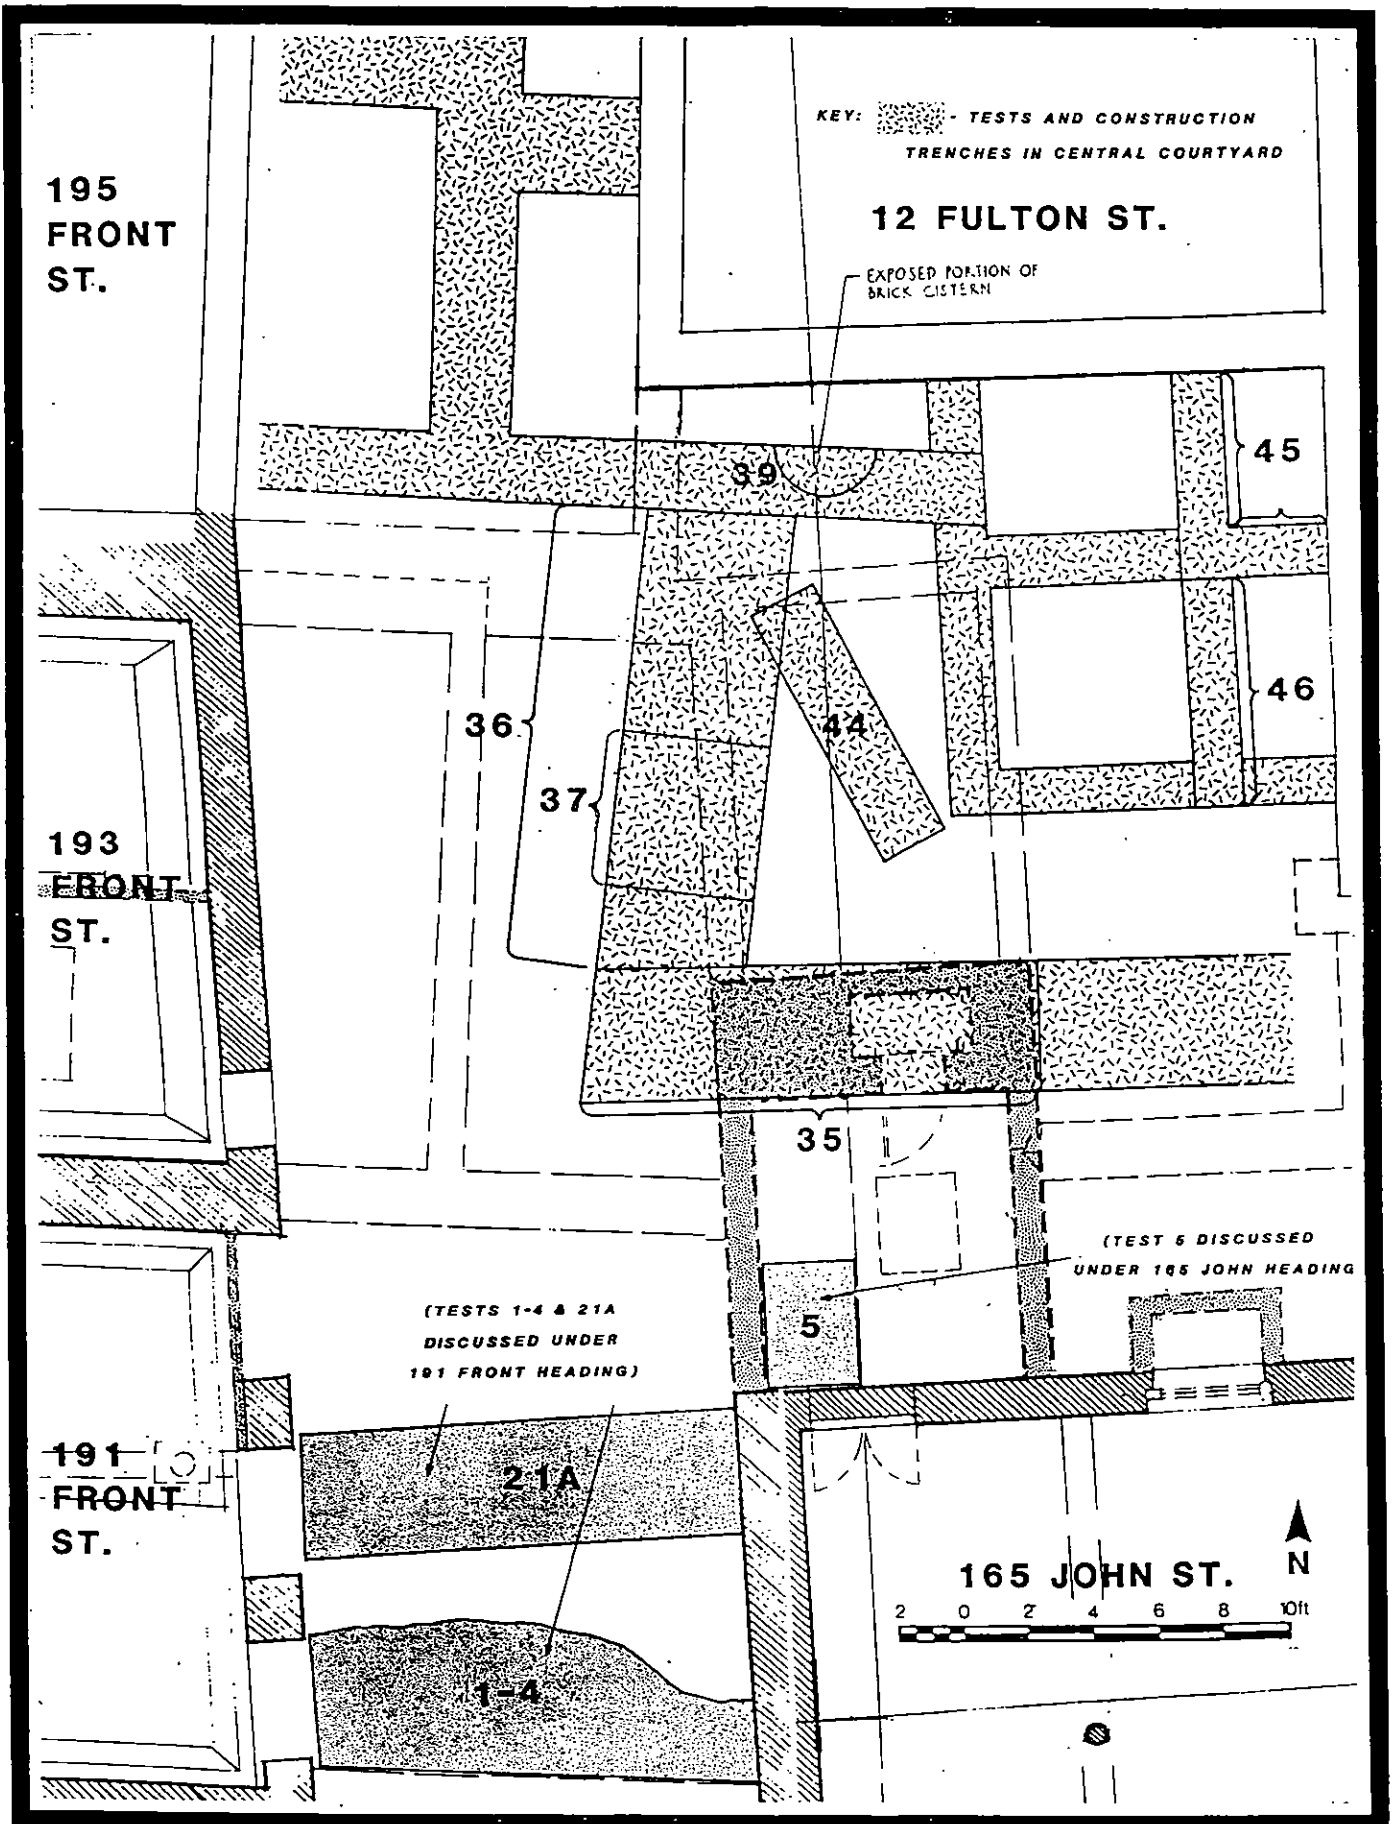 KEY: - TESTS AND CONSTRUCTION
TRENCHES IN CENTRAL COURTYARD
195
FRONT
ST.
12 FULTON ST.
EXPOSED PORTION OF
BRICK CISTERN
39
45
36
44
46
37
193
FRONT
ST.
35
(TEST 5 DISCUSSED
UNDER 165 JOHN HEADING
(TESTS 1-4 & 21A
DISCUSSED UNDER
191 FRONT HEADING)
5
191
FRONT
ST.
21A
165 JOHN ST.
N
2 0 2 4 6 8 10ft
1-4